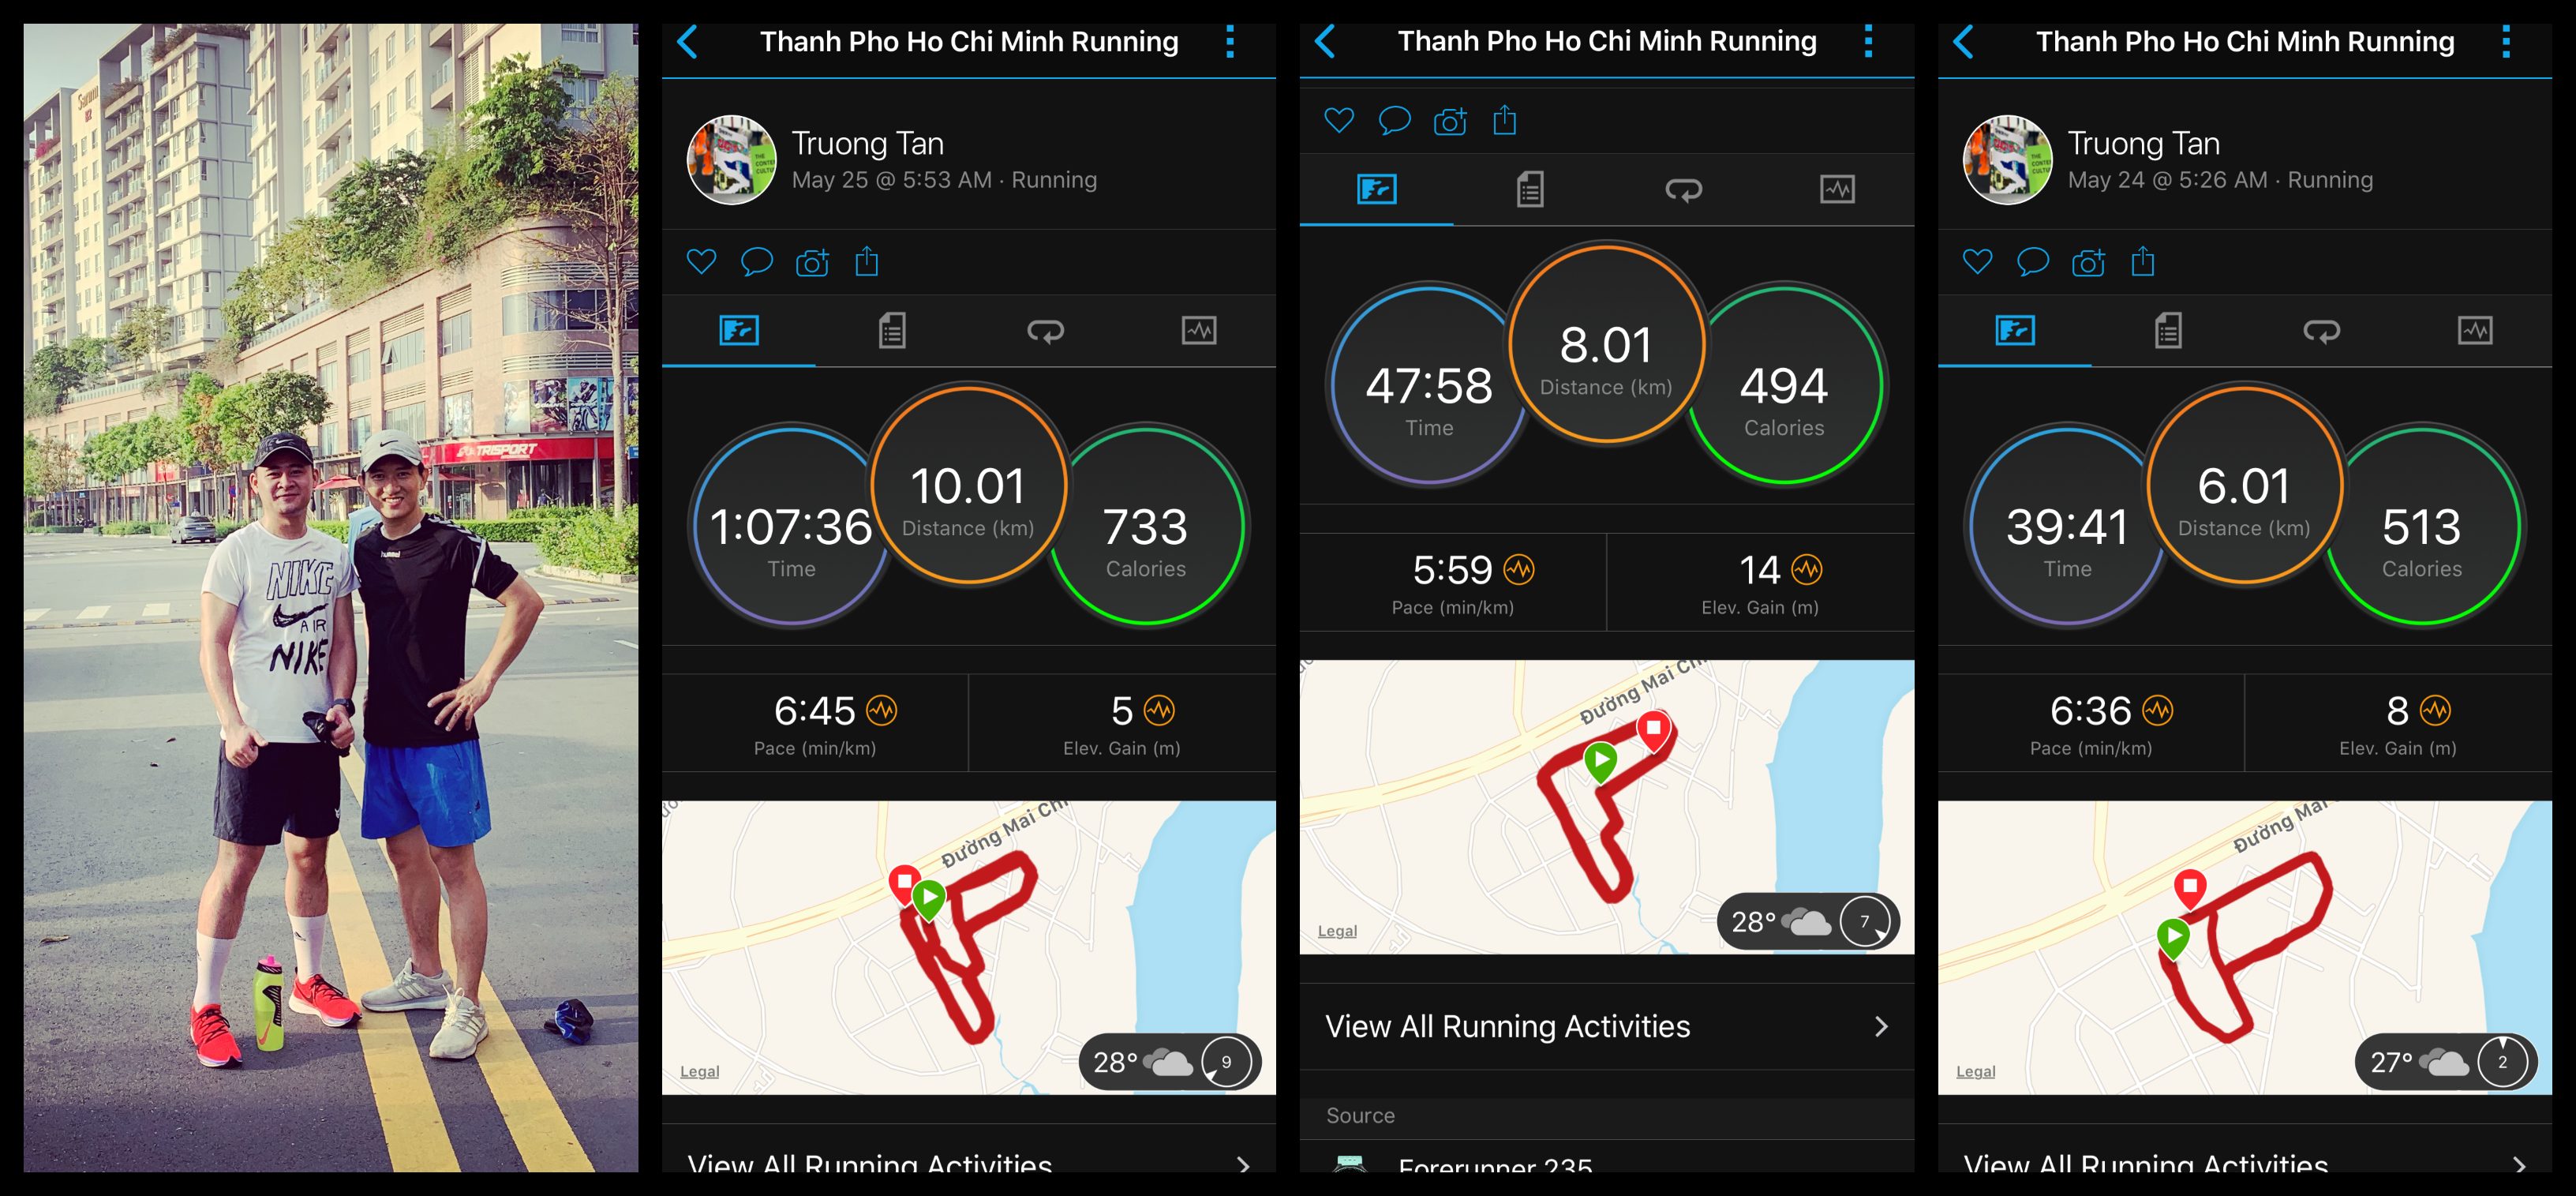 Sarimi
NIKE
AIR
NIKE
hummel
TRISPORT
Thanh Pho Ho Chi Minh Running
Truong Tan
May 25 @ 5:53 AM · Running
1:07:36
Time
10.01
Distance (km)
733
Calories
6:45
Pace (min/km)
5
Elev. Gain (m)
Đường Mai Chí
Legal
28°
9
View All Running Activities
Thanh Pho Ho Chi Minh Running
47:58
Time
8.01
Distance (km)
494
Calories
5:59
Pace (min/km)
14
Elev. Gain (m)
Đường Mai Chí
Legal
28°
7
View All Running Activities
Source
Forerunner 235
Thanh Pho Ho Chi Minh Running
Truong Tan
May 24 @ 5:26 AM · Running
39:41
Time
6.01
Distance (km)
513
Calories
6:36
Pace (min/km)
8
Elev. Gain (m)
Đường Mai
Legal
27°
2
View All Running Activities